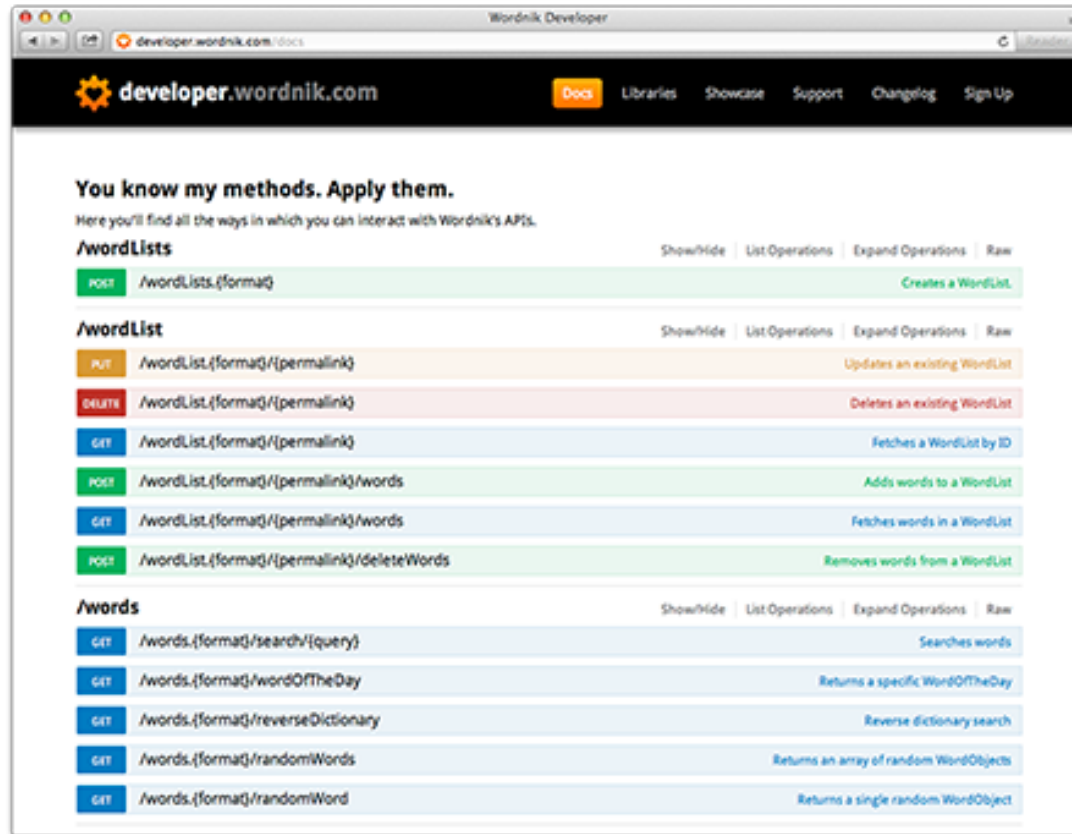 Wordnik Developer
developer.wordnik.com/docs
Reader
developer.wordnik.com
Docs Libraries Showcase Support Changelog Sign Up
You know my methods. Apply them.
Here you'll find all the ways in which you can interact with Wordnik's APIs.
/wordLists Show/Hide List Operations Expand Operations Raw
POST /wordLists.{format} Creates a WordList.
/wordList Show/Hide List Operations Expand Operations Raw
PUT /wordList.{format}/{permalink} Updates an existing WordList
DELETE /wordList.{format}/{permalink} Deletes an existing WordList
GET /wordList.{format}/{permalink} Fetches a WordList by ID
POST /wordList.{format}/{permalink}/words Adds words to a WordList
GET /wordList.{format}/{permalink}/words Fetches words in a WordList
POST /wordList.{format}/{permalink}/deleteWords Removes words from a WordList
/words Show/Hide List Operations Expand Operations Raw
GET /words.{format}/search/{query} Searches words
GET /words.{format}/wordOfTheDay Returns a specific WordOfTheDay
GET /words.{format}/reverseDictionary Reverse dictionary search
GET /words.{format}/randomWords Returns an array of random WordObjects
GET /words.{format}/randomWord Returns a single random WordObject